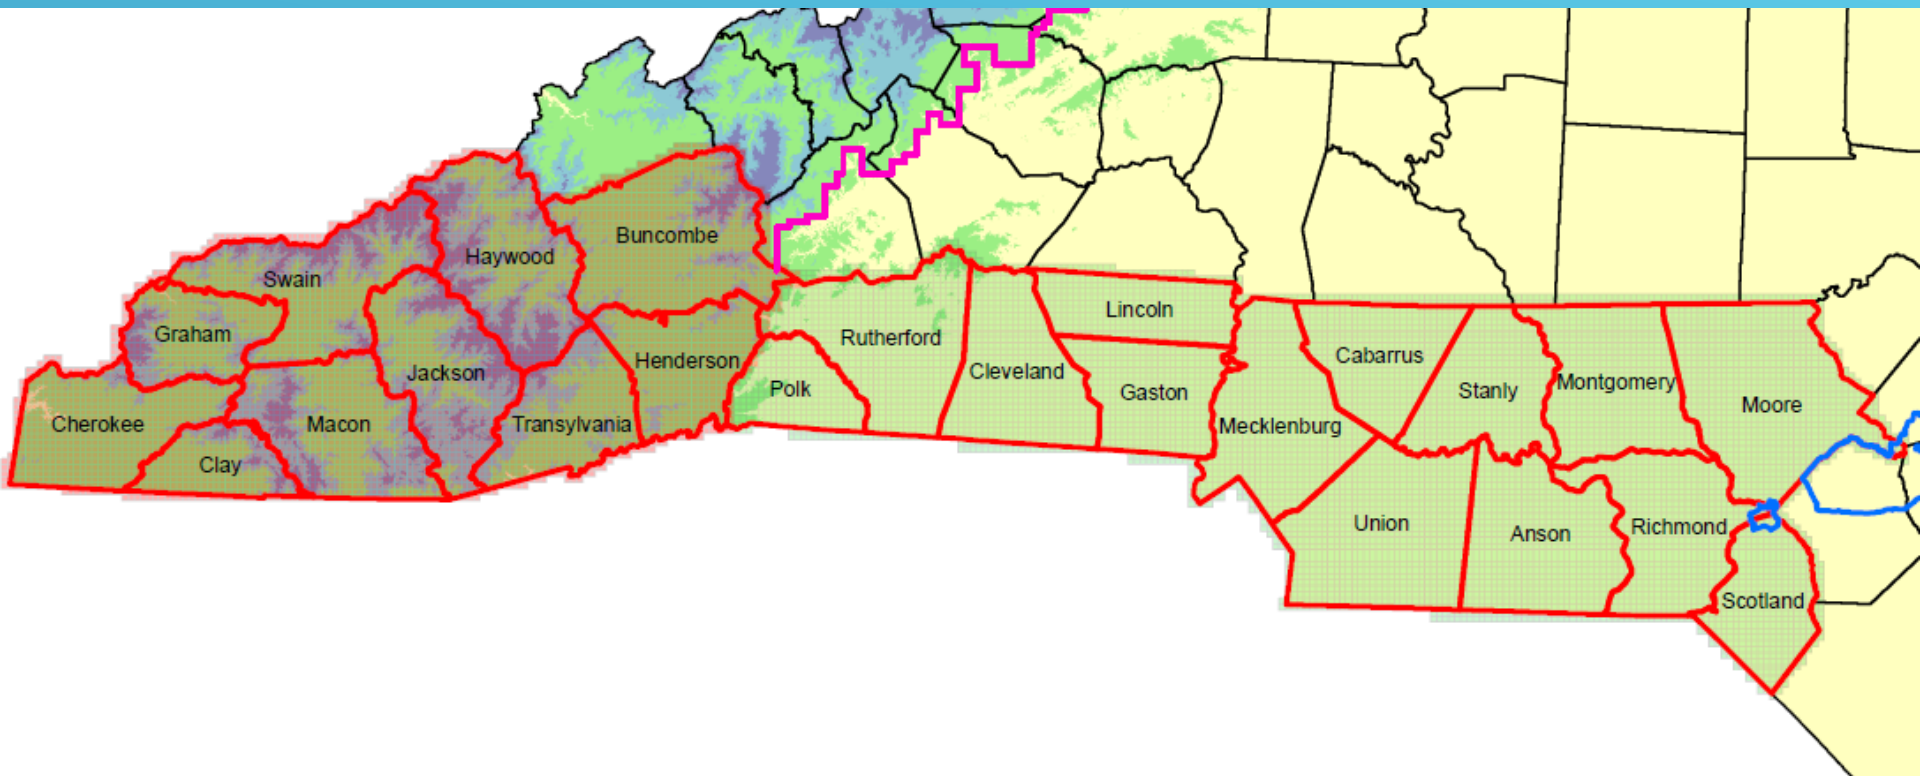 Buncombe
Haywood
Swain
Graham
Lincoln
Rutherford
Henderson
Jackson
Cleveland
Polk
Gaston
Cabarrus
Stanly
Montgomery
Moore
Cherokee
Macon
Transylvania
Mecklenburg
Clay
Union
Anson
Richmond
Scotland